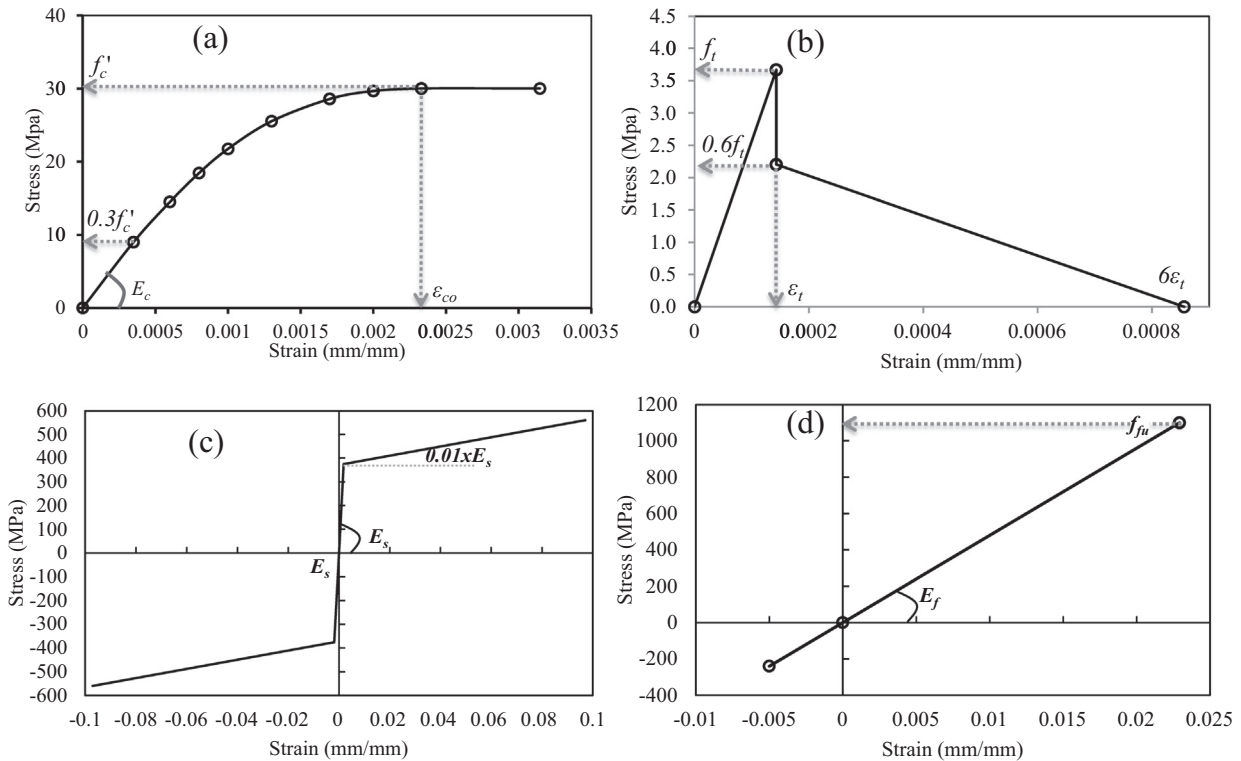 (a)
40
30
20
10
0
Stress (Mpa)
f_c'
0.3f_c'
E_c
ε_co
0 0.0005 0.001 0.0015 0.002 0.0025 0.003 0.0035
Strain (mm/mm)
(b)
4.5
4.0
3.5
3.0
2.5
2.0
1.5
1.0
0.5
0.0
Stress (Mpa)
f_t
0.6f_t
ε_t
6ε_t
0 0.0002 0.0004 0.0006 0.0008
Strain (mm/mm)
(c)
600
500
400
300
200
100
0
-100
-200
-300
-400
-500
-600
Stress (MPa)
0.01xE_s
E_s
E_s
-0.1 -0.08 -0.06 -0.04 -0.02 0 0.02 0.04 0.06 0.08 0.1
Strain (mm/mm)
(d)
1200
1000
800
600
400
200
0
-200
-400
Stress (MPa)
f_fu
E_f
-0.01 -0.005 0 0.005 0.01 0.015 0.02 0.025
Strain (mm/mm)